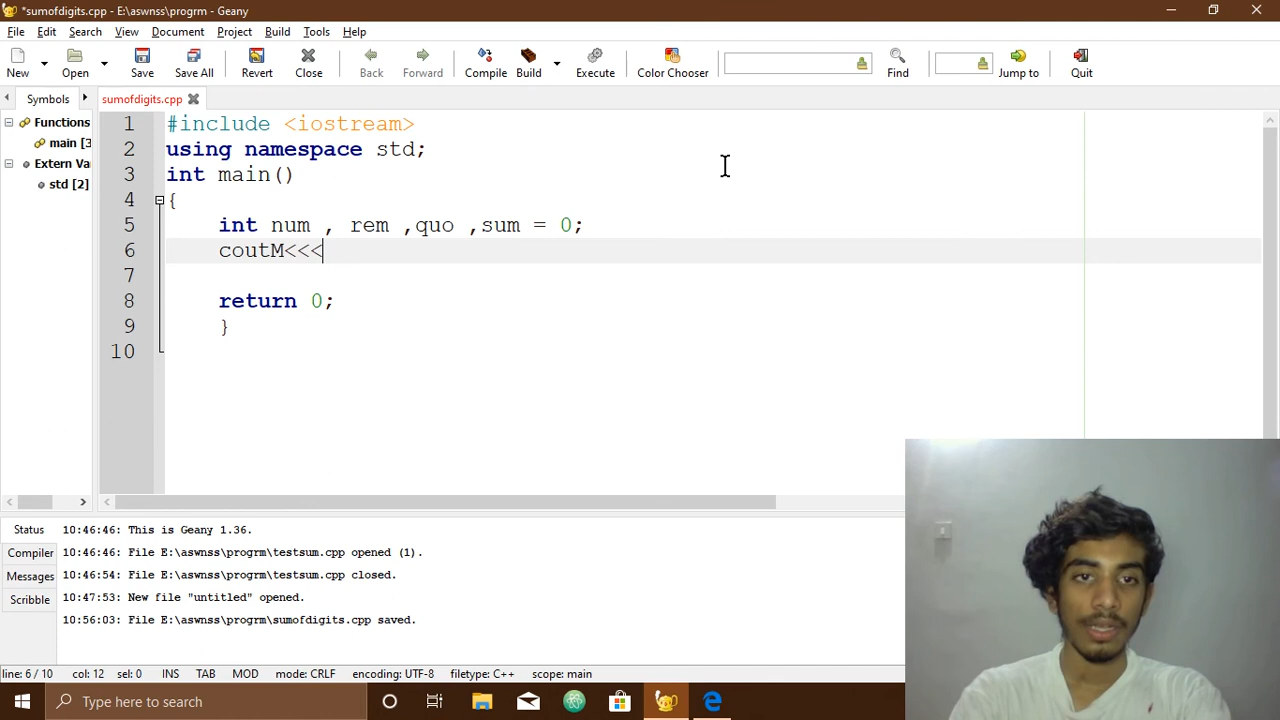 *sumofdigits.cpp - E:\aswnss\progrm - Geany
File Edit Search View Document Project Build Tools Help
New Open Save Save All Revert Close Back Forward Compile Build Execute Color Chooser Find Jump to Quit
Symbols sumofdigits.cpp
Functions
main [3
Extern Va
std [2]
1 #include <iostream>
2 using namespace std;
3 int main()
4 {
5 int num , rem ,quo ,sum = 0;
6 coutM<<<
7
8 return 0;
9 }
10
Status
Compiler
Messages
Scribble
10:46:46: This is Geany 1.36.
10:46:46: File E:\aswnss\progrm\testsum.cpp opened (1).
10:46:54: File E:\aswnss\progrm\testsum.cpp closed.
10:47:53: New file "untitled" opened.
10:56:03: File E:\aswnss\progrm\sumofdigits.cpp saved.
line: 6 / 10 col: 12 sel: 0 INS TAB MOD mode: CRLF encoding: UTF-8 filetype: C++ scope: main
Type here to search